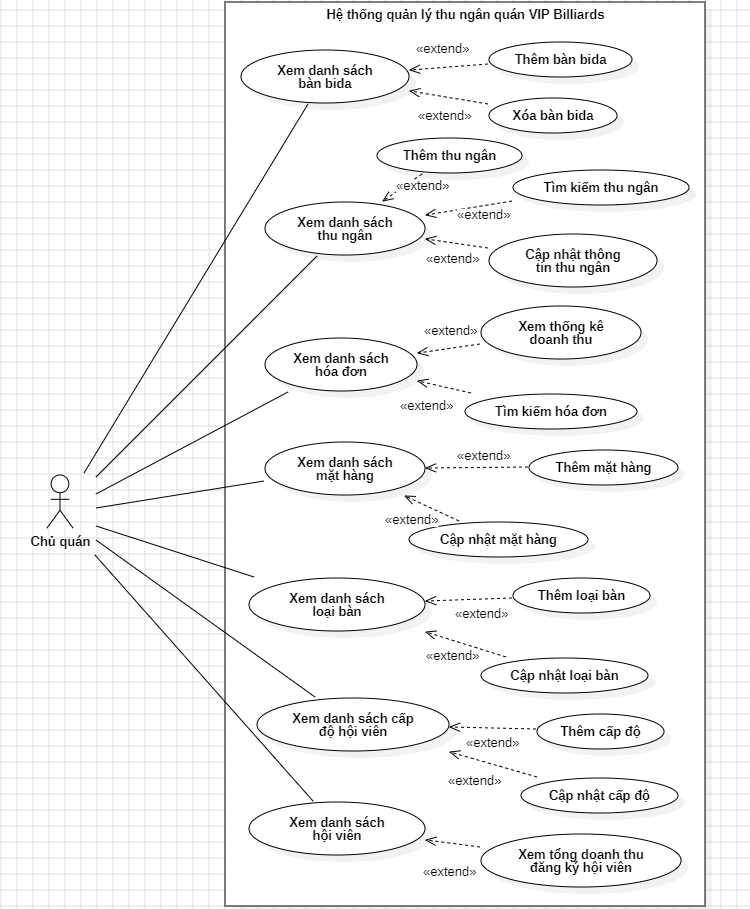 Hệ thống quản lý thu ngân quán VIP Billiards
«extend»
Thêm bàn bida
Xem danh sách
bàn bida
«extend»
Xóa bàn bida
Thêm thu ngân
«extend»
Tìm kiếm thu ngân
Xem danh sách
thu ngân
«extend»
«extend»
Cập nhật thông
tin thu ngân
«extend»
Xem thống kê
doanh thu
Xem danh sách
hóa đơn
«extend»
Tìm kiếm hóa đơn
Xem danh sách
mặt hàng
«extend»
Thêm mặt hàng
«extend»
Cập nhật mặt hàng
Chủ quán
Xem danh sách
loại bàn
Thêm loại bàn
«extend»
«extend»
Cập nhật loại bàn
Xem danh sách cấp
độ hội viên
Thêm cấp độ
«extend»
«extend»
Cập nhật cấp độ
Xem danh sách
hội viên
«extend»
Xem tổng doanh thu
đăng ký hội viên